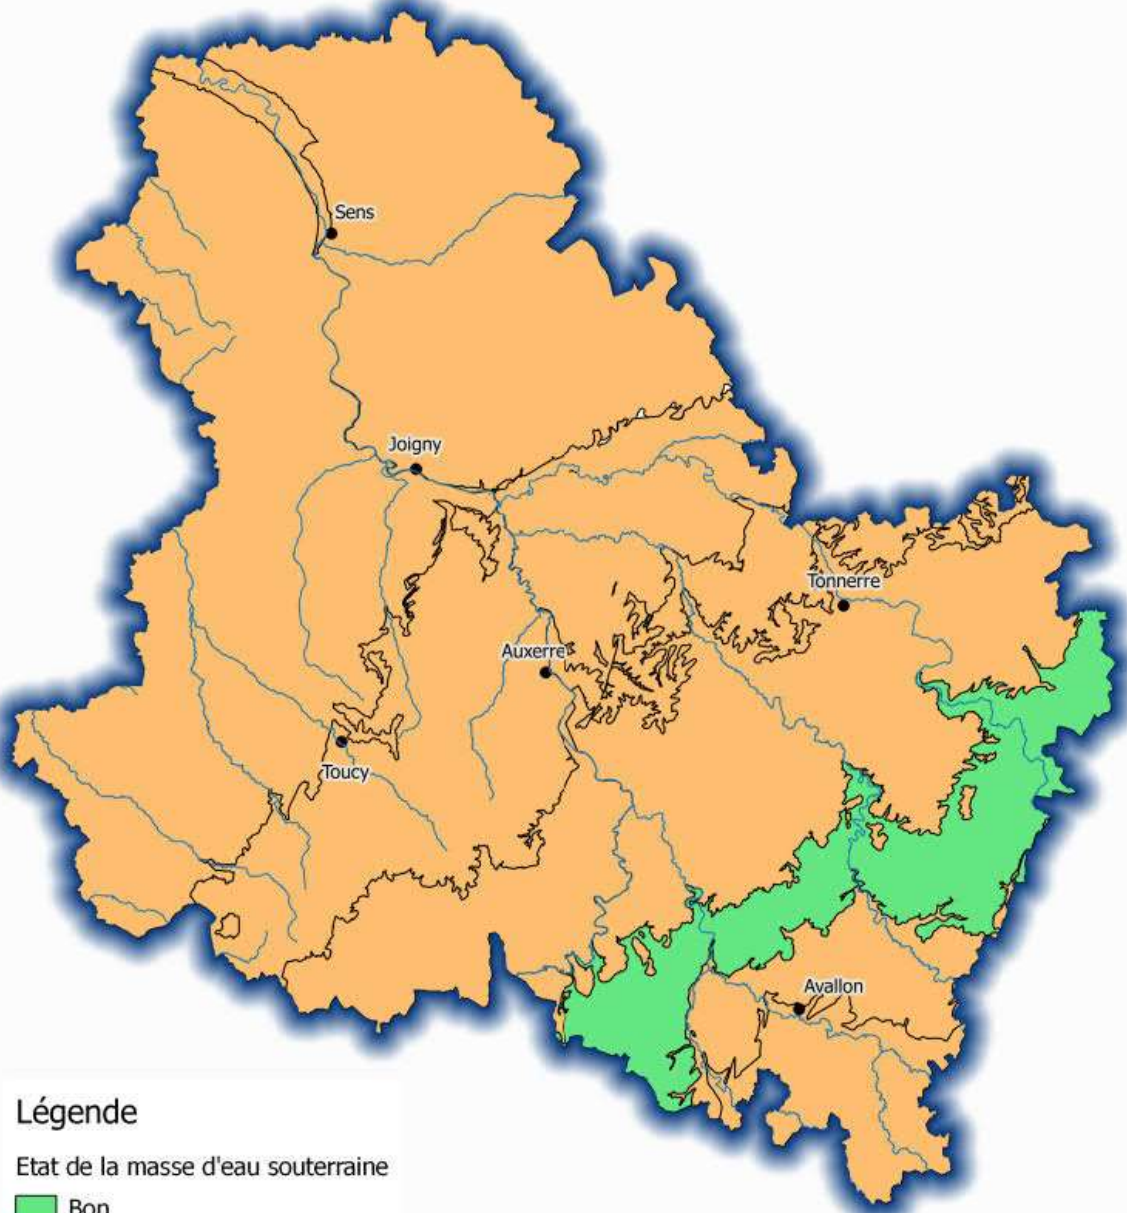 Sens
Joigny
Tonnerre
Auxerre
Toucy
Avallon
Légende
Etat de la masse d'eau souterraine
Bon